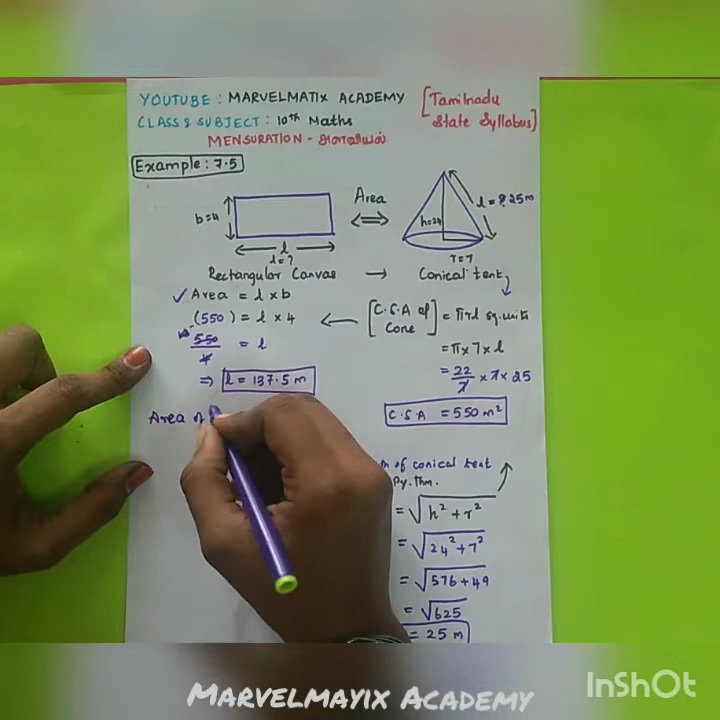 YOUTUBE : MARVELMATIX ACADEMY
[Tamilnadu
State Syllabus]
CLASS & SUBJECT : 10th Maths
MENSURATION - அளவியல்
Example : 7.5
b=4
l
l=?
Area
h=24
l = ? 25m
r=7
Rectangular Canvas → Conical tent
✓ Area = l × b
(550) = l × 4
550/4 = l
⇒ l = 137.5 m
Area of
[C.S.A of Cone] = πrl sq.units
= π × 7 × l
= 22/7 × 7 × 25
C.S.A = 550 m²
of conical tent
Py. thm.
= √h² + r²
= √24² + 7²
= √576 + 49
= √625
= 25 m
MARVELMAYIX ACADEMY
InShOt